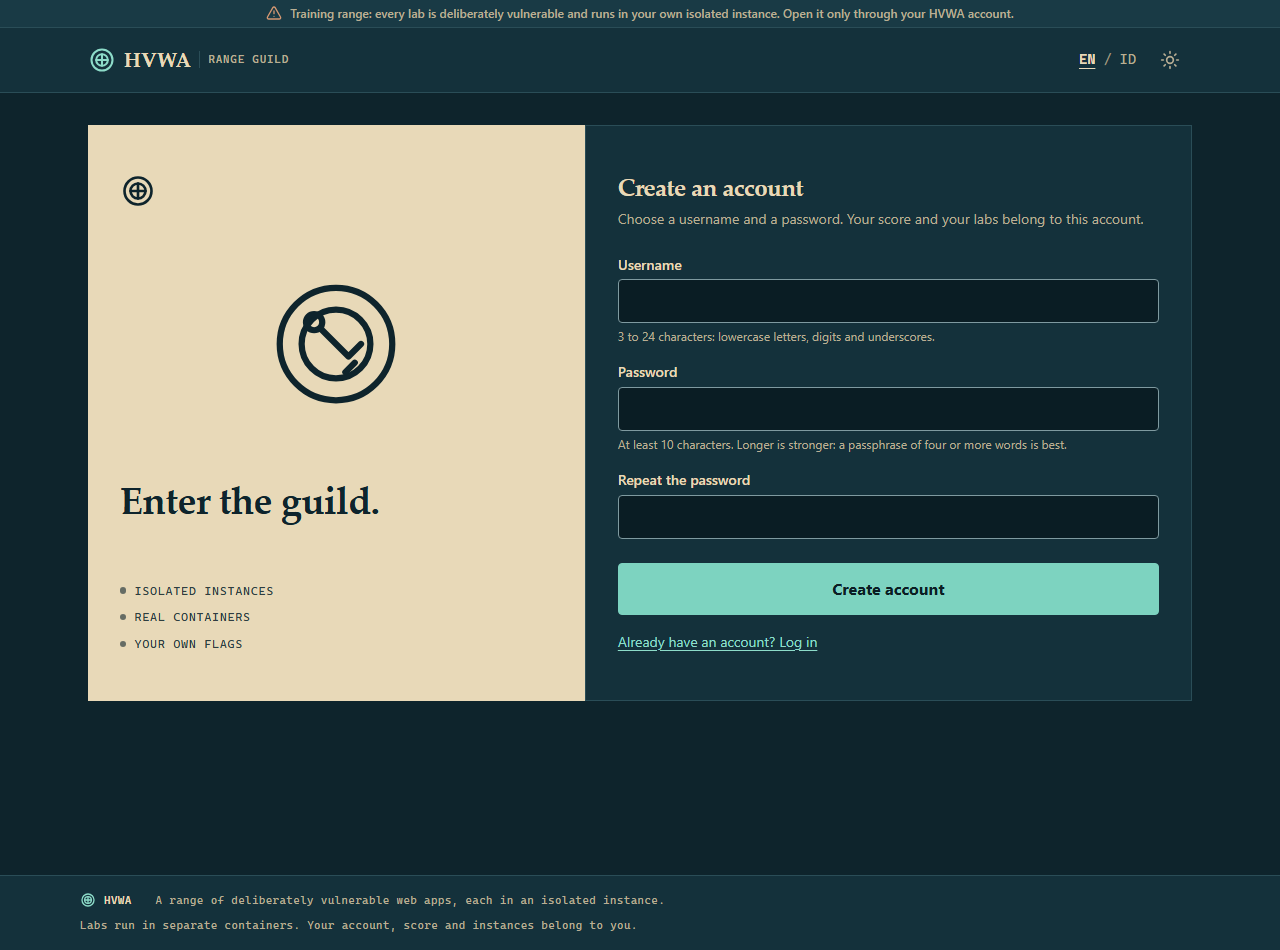 Training range: every lab is deliberately vulnerable and runs in your own isolated instance. Open it only through your HVWA account.
HVWA RANGE GUILD
EN / ID
Enter the guild.
ISOLATED INSTANCES
REAL CONTAINERS
YOUR OWN FLAGS
Create an account
Choose a username and a password. Your score and your labs belong to this account.
Username
3 to 24 characters: lowercase letters, digits and underscores.
Password
At least 10 characters. Longer is stronger: a passphrase of four or more words is best.
Repeat the password
Create account
Already have an account? Log in
HVWA A range of deliberately vulnerable web apps, each in an isolated instance.
Labs run in separate containers. Your account, score and instances belong to you.